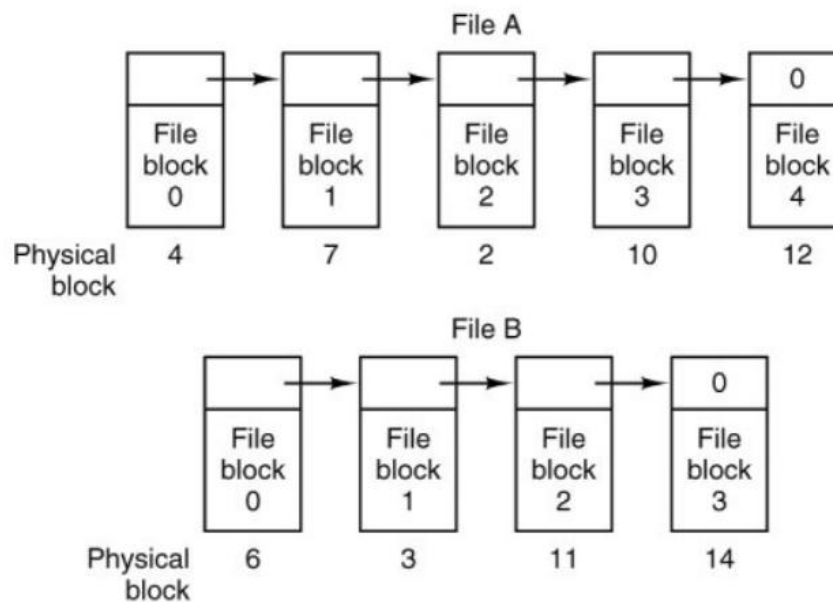 File A
0
File
block
0
File
block
1
File
block
2
File
block
3
File
block
4
Physical
block
4
7
2
10
12
File B
0
File
block
0
File
block
1
File
block
2
File
block
3
Physical
block
6
3
11
14